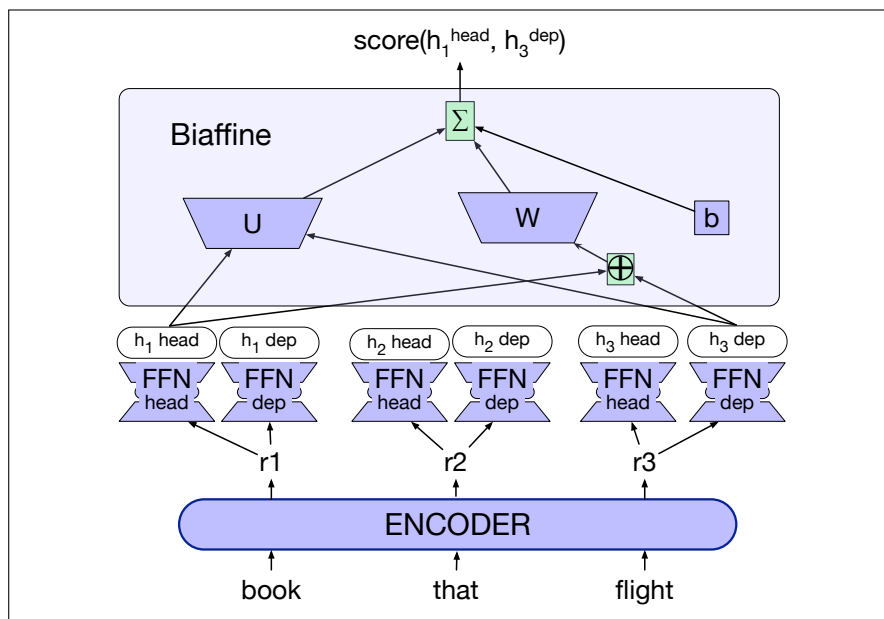 score(h₁ʰᵉᵃᵈ, h₃ᵈᵉᵖ)
Σ
Biaffine
U W b
⊕
h₁ head h₁ dep h₂ head h₂ dep h₃ head h₃ dep
FFN FFN FFN FFN FFN FFN
head dep head dep head dep
r1 r2 r3
ENCODER
book that flight